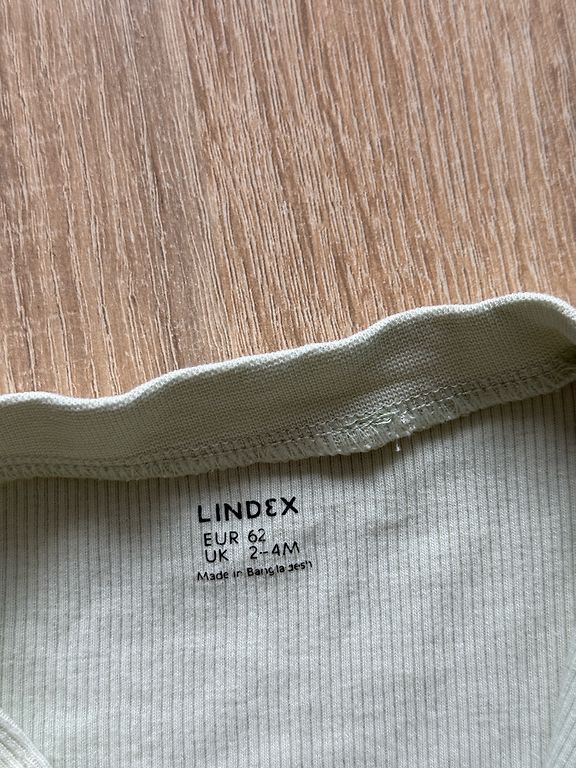 LINDEX
EUR 62
UK 2-4M
Made in Bangladesh